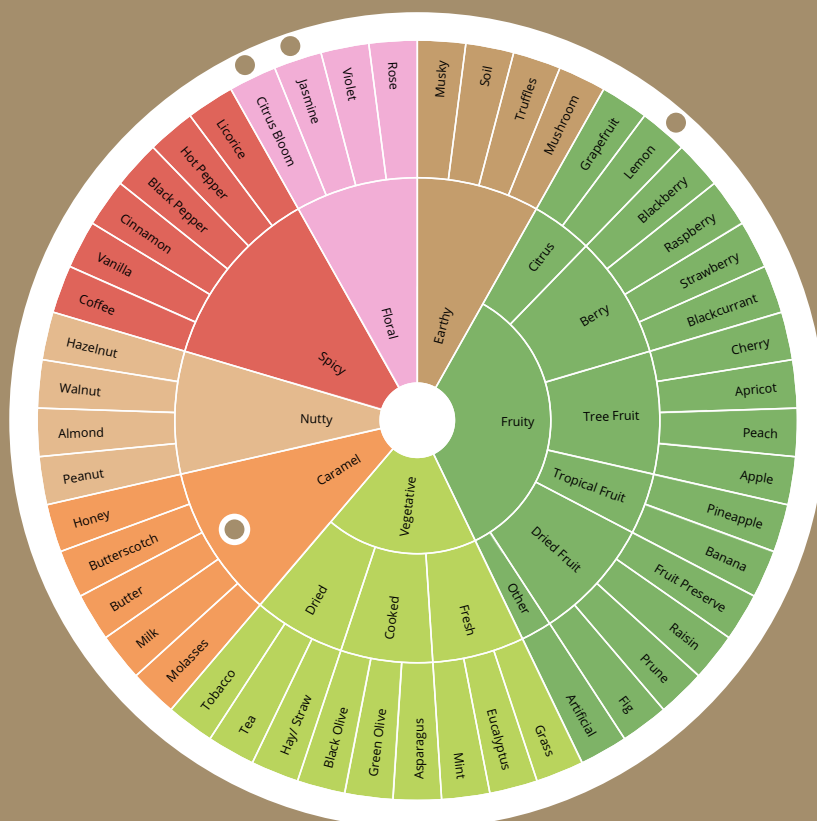 Musky
Soil
Truffles
Mushroom
Grapefruit
Lemon
Blackberry
Raspberry
Strawberry
Blackcurrant
Cherry
Apricot
Peach
Apple
Pineapple
Banana
Fruit Preserve
Raisin
Prune
Fig
Artificial
Grass
Eucalyptus
Mint
Asparagus
Green Olive
Black Olive
Hay/ Straw
Tea
Tobacco
Molasses
Milk
Butter
Butterscotch
Honey
Peanut
Almond
Walnut
Hazelnut
Coffee
Vanilla
Cinnamon
Black Pepper
Hot Pepper
Licorice
Citrus Bloom
Jasmine
Violet
Rose
Citrus
Berry
Tree Fruit
Tropical Fruit
Dried Fruit
Other
Fresh
Cooked
Dried
Earthy
Fruity
Vegetative
Caramel
Nutty
Spicy
Floral